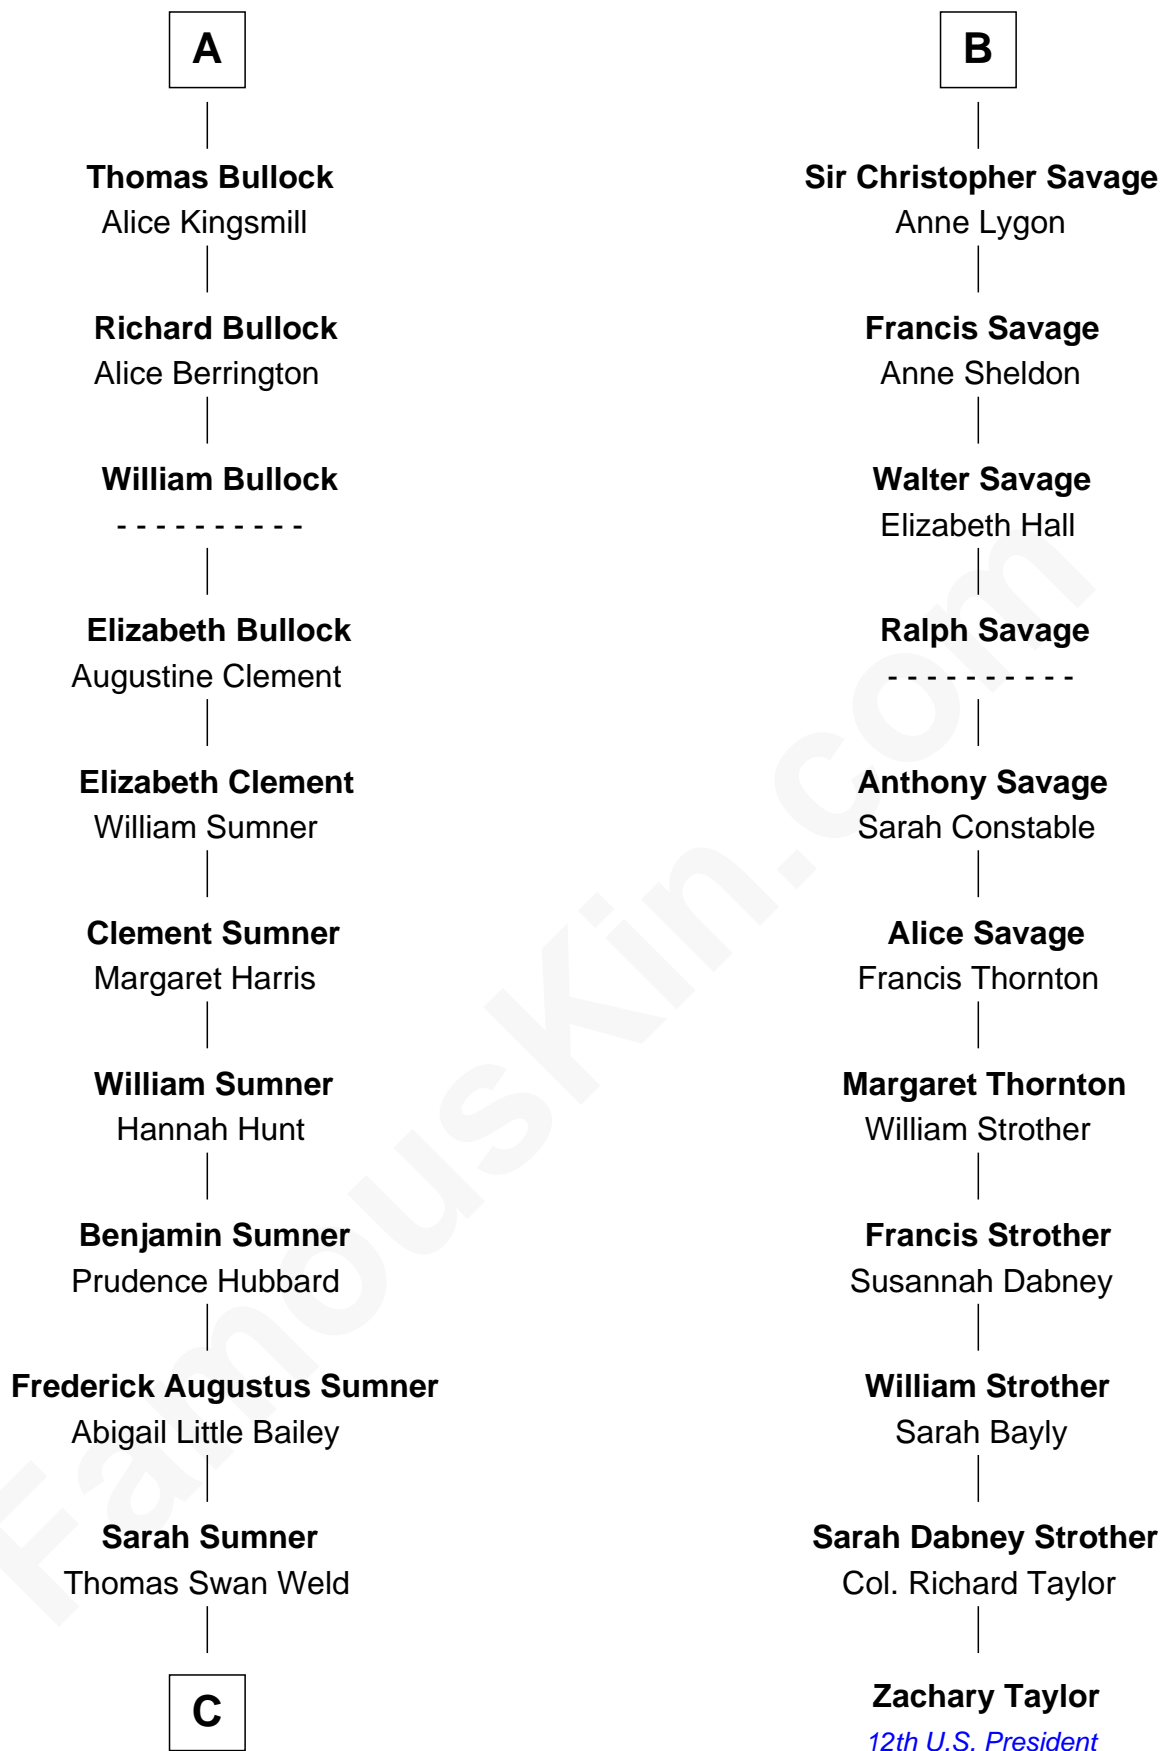 A
Thomas Bullock
Alice Kingsmill
Richard Bullock
Alice Berrington
William Bullock
- - - - - - - - - -
Elizabeth Bullock
Augustine Clement
Elizabeth Clement
William Sumner
Clement Sumner
Margaret Harris
William Sumner
Hannah Hunt
Benjamin Sumner
Prudence Hubbard
Frederick Augustus Sumner
Abigail Little Bailey
Sarah Sumner
Thomas Swan Weld
C
B
Sir Christopher Savage
Anne Lygon
Francis Savage
Anne Sheldon
Walter Savage
Elizabeth Hall
Ralph Savage
- - - - - - - - - -
Anthony Savage
Sarah Constable
Alice Savage
Francis Thornton
Margaret Thornton
William Strother
Francis Strother
Susannah Dabney
William Strother
Sarah Bayly
Sarah Dabney Strother
Col. Richard Taylor
Zachary Taylor
12th U.S. President
FamousKin.com